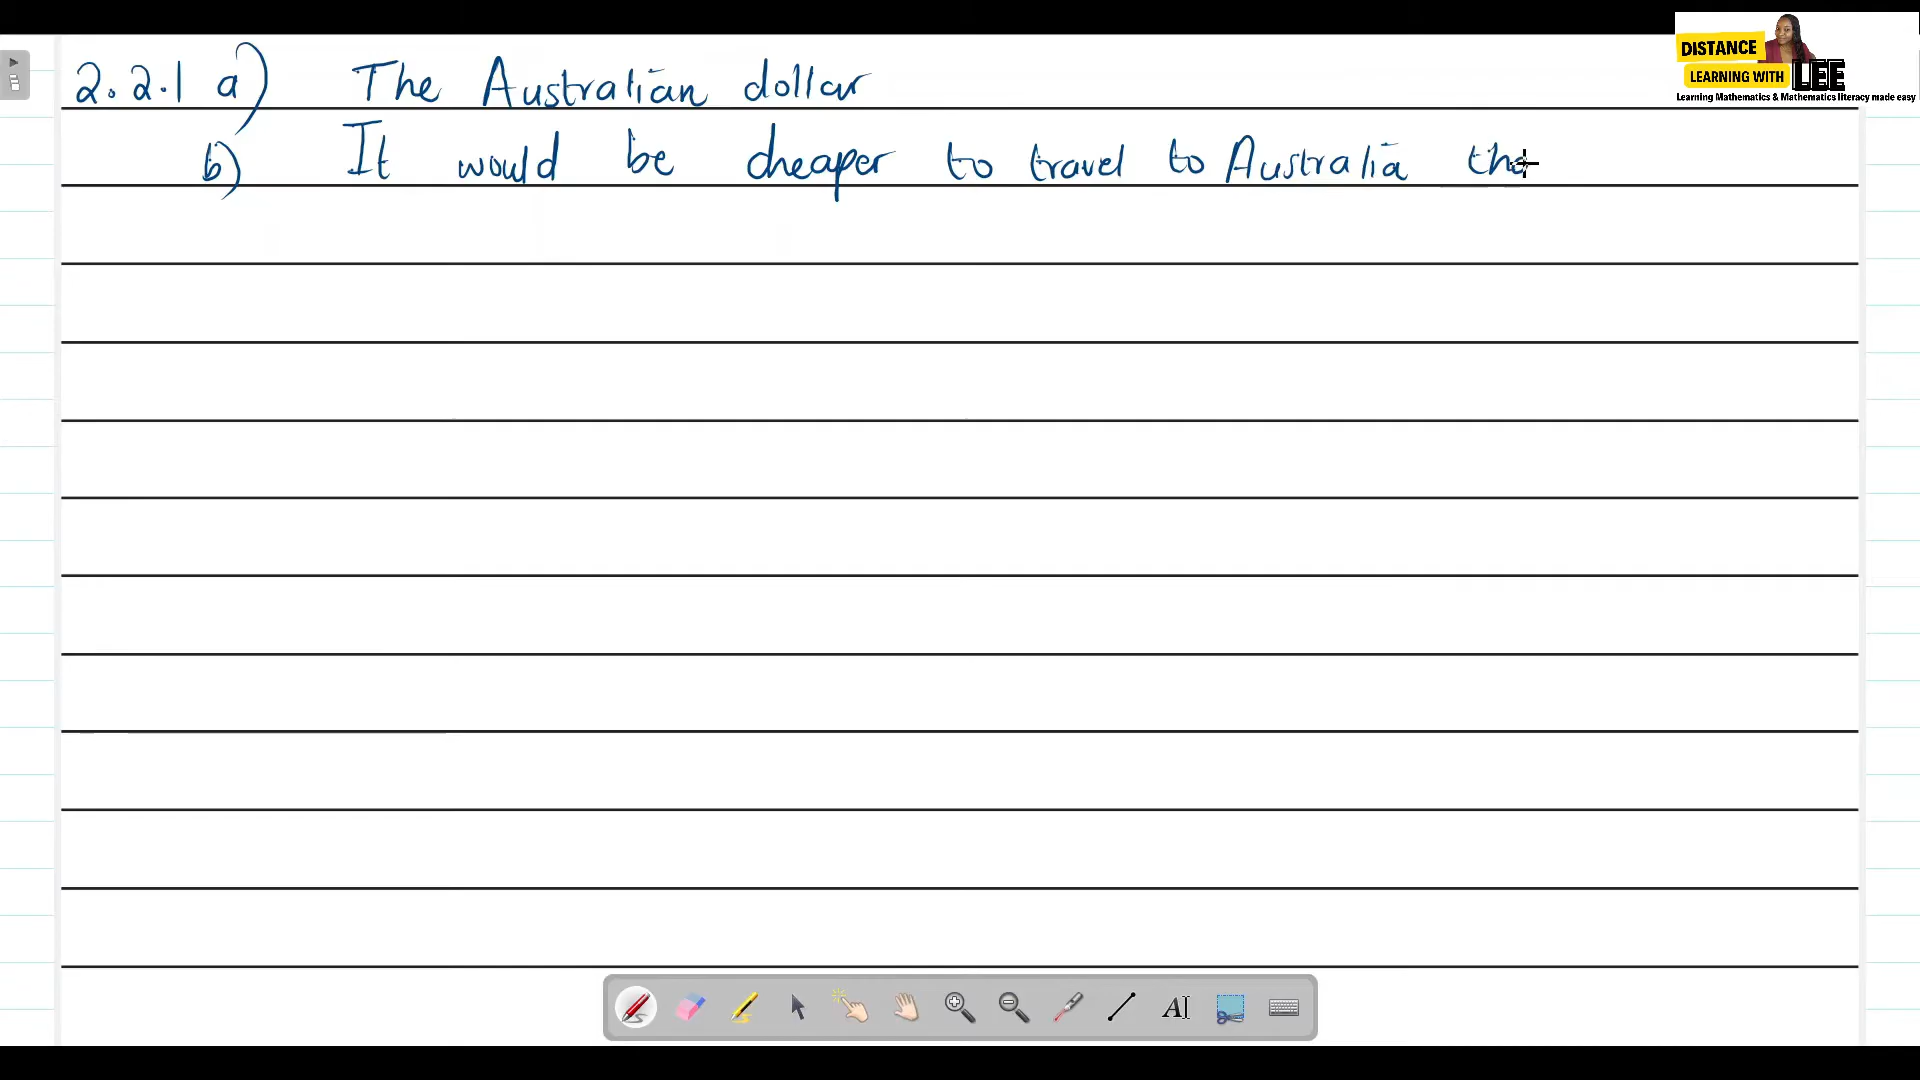 DISTANCE
LEARNING WITH LEE
Learning Mathematics & Mathematics literacy made easy
2.2.1 a) The Australian dollar
b) It would be cheaper to travel to Australia tha